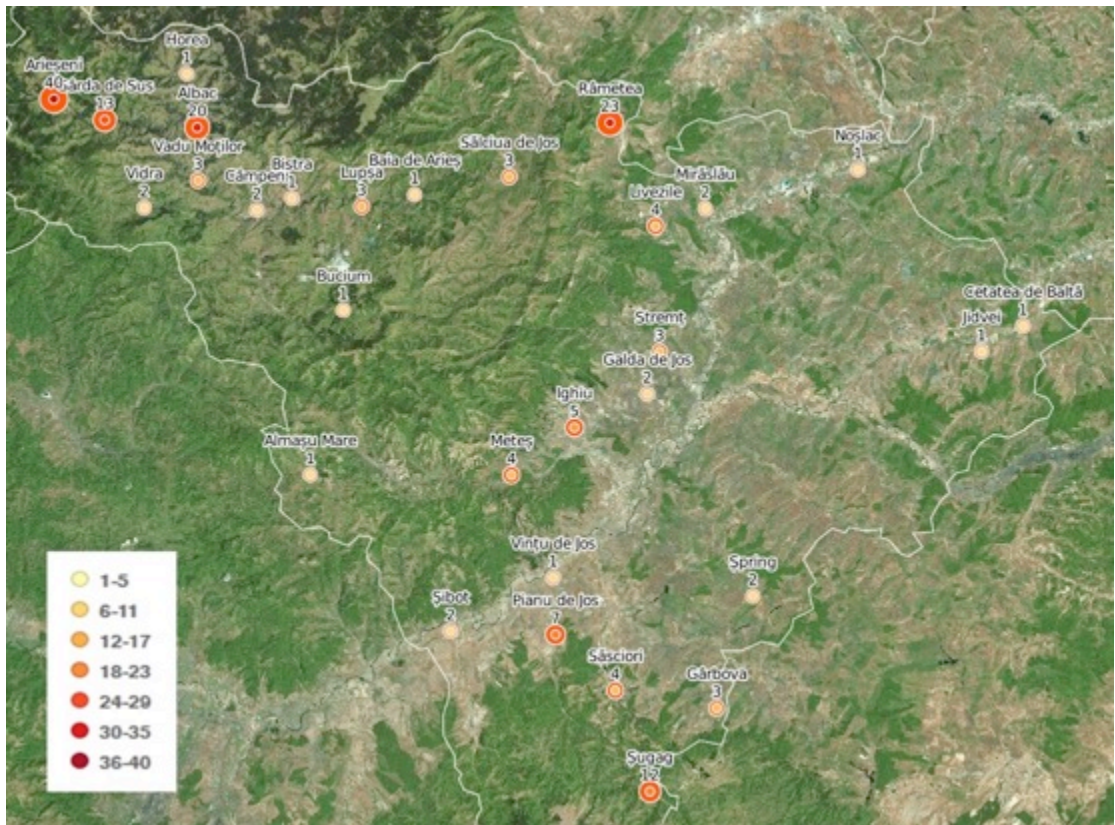 Horea
1
Arieșeni
40
Gârda de Sus
13
Albac
20
Râmetea
23
Vadu Moților
3
Vidra
2
Câmpeni
2
Bistra
1
Lupșa
3
Baia de Arieș
1
Sălciua de Jos
3
Noșlac
1
Mirăslău
2
Livezile
4
Bucium
1
Cetatea de Baltă
1
Jidvei
1
Stremț
3
Galda de Jos
2
Ighiu
5
Meteș
4
Almașu Mare
1
Vințu de Jos
1
Spring
2
Șibot
2
Pianu de Jos
7
Săsciori
4
Gârbova
3
Șugag
12
1-5
6-11
12-17
18-23
24-29
30-35
36-40